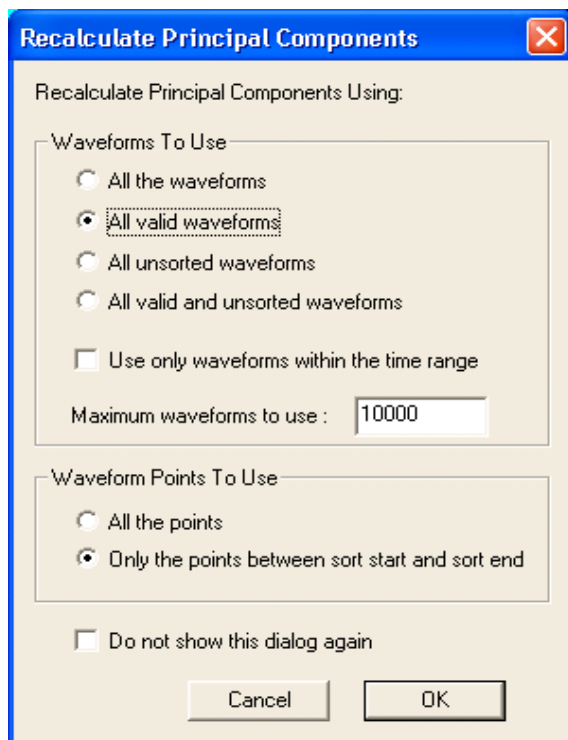 Recalculate Principal Components
Recalculate Principal Components Using:
Waveforms To Use
All the waveforms
All valid waveforms
All unsorted waveforms
All valid and unsorted waveforms
Use only waveforms within the time range
Maximum waveforms to use : 10000
Waveform Points To Use
All the points
Only the points between sort start and sort end
Do not show this dialog again
Cancel OK